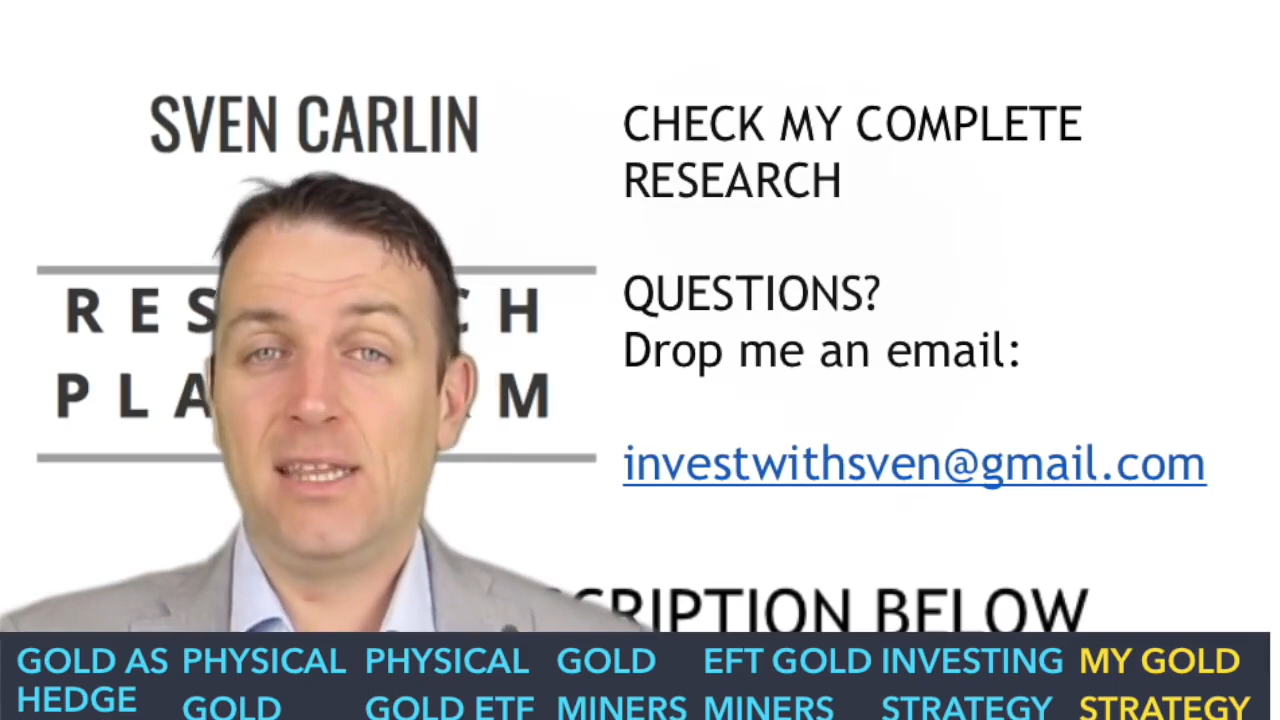 SVEN CARLIN
CHECK MY COMPLETE
RESEARCH
QUESTIONS?
Drop me an email:
investwithsven@gmail.com
BELOW
GOLD AS HEDGE
PHYSICAL GOLD
PHYSICAL GOLD ETF
GOLD MINERS
EFT GOLD MINERS
INVESTING STRATEGY
MY GOLD STRATEGY